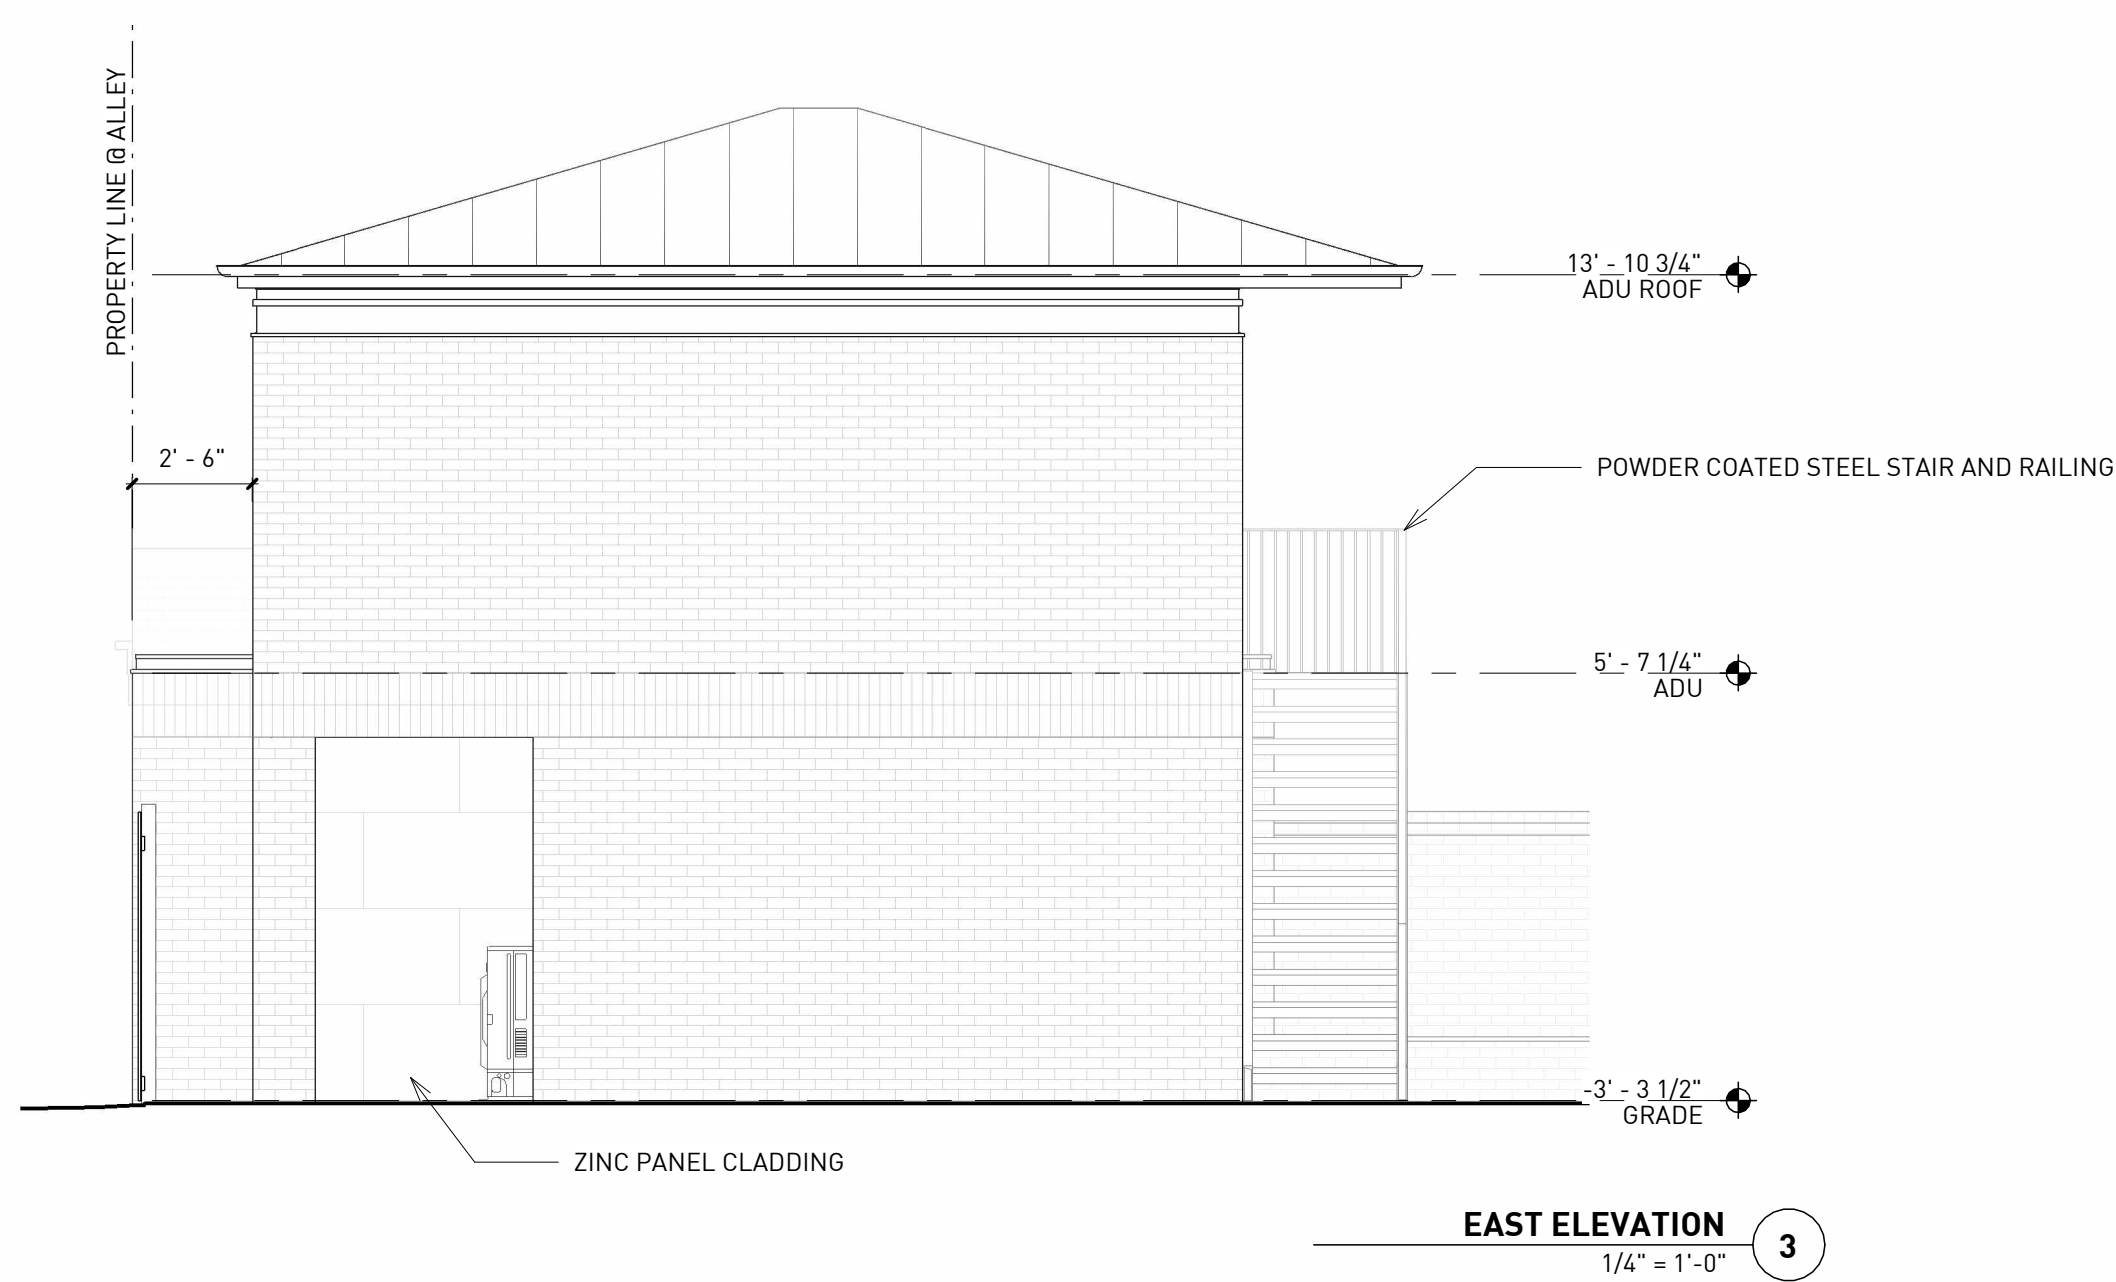 PROPERTY LINE @ ALLEY
13' - 10 3/4"
ADU ROOF
2' - 6"
POWDER COATED STEEL STAIR AND RAILING
5' - 7 1/4"
ADU
-3' - 3 1/2"
GRADE
ZINC PANEL CLADDING
EAST ELEVATION
3
1/4" = 1'-0"